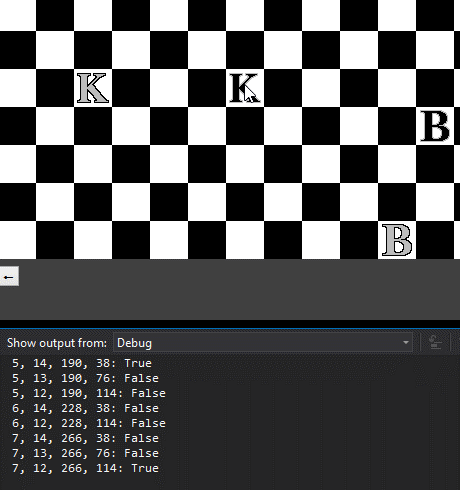 K K
B
B
←
Show output from: Debug
5, 14, 190, 38: True
5, 13, 190, 76: False
5, 12, 190, 114: False
6, 14, 228, 38: False
6, 12, 228, 114: False
7, 14, 266, 38: False
7, 13, 266, 76: False
7, 12, 266, 114: True